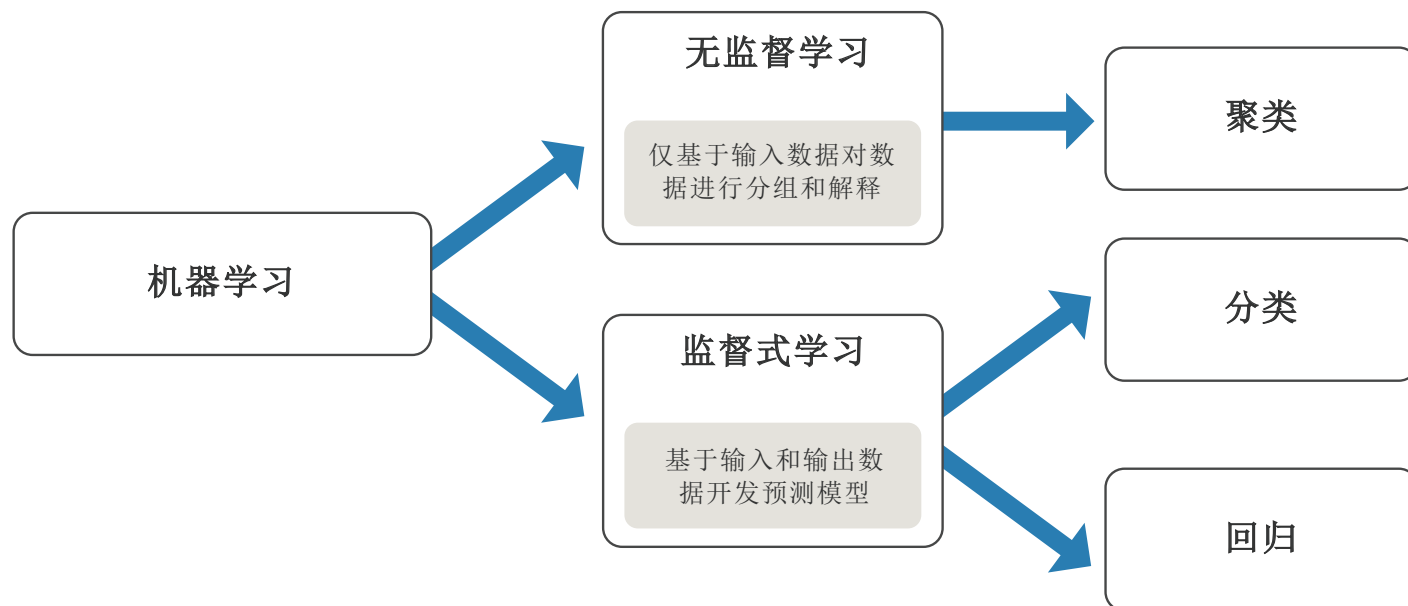 无监督学习
仅基于输入数据对数
据进行分组和解释
聚类
机器学习
分类
监督式学习
基于输入和输出数
据开发预测模型
回归